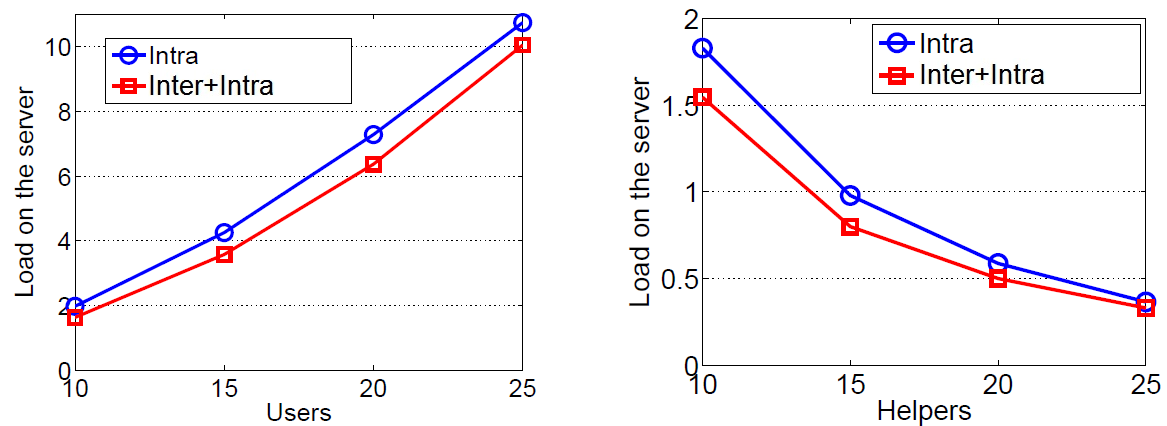 Load on the server
10
8
6
4
2
0
Intra
Inter+Intra
10 15 20 25
Users
Load on the server
2
1.5
1
0.5
0
Intra
Inter+Intra
10 15 20 25
Helpers